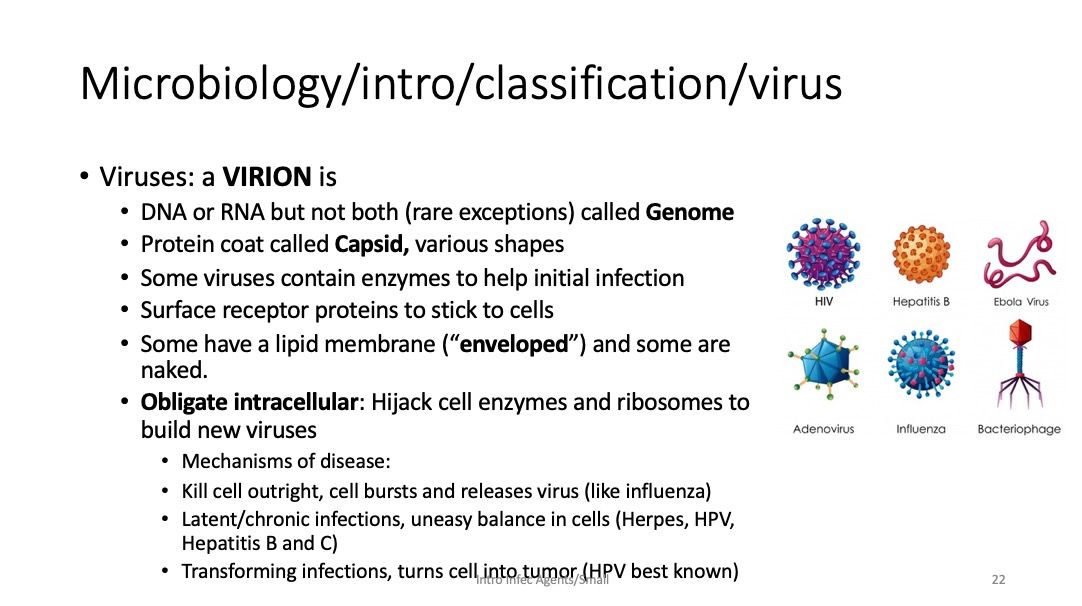 Microbiology/intro/classification/virus
• Viruses: a VIRION is
• DNA or RNA but not both (rare exceptions) called Genome
• Protein coat called Capsid, various shapes
• Some viruses contain enzymes to help initial infection
• Surface receptor proteins to stick to cells
• Some have a lipid membrane (“enveloped”) and some are
naked.
• Obligate intracellular: Hijack cell enzymes and ribosomes to
build new viruses
• Mechanisms of disease:
• Kill cell outright, cell bursts and releases virus (like influenza)
• Latent/chronic infections, uneasy balance in cells (Herpes, HPV,
Hepatitis B and C)
• Transforming infections, turns cell into tumor (HPV best known)
HIV
Hepatitis B
Ebola Virus
Adenovirus
Influenza
Bacteriophage
Intro Infec Agents/Small
22